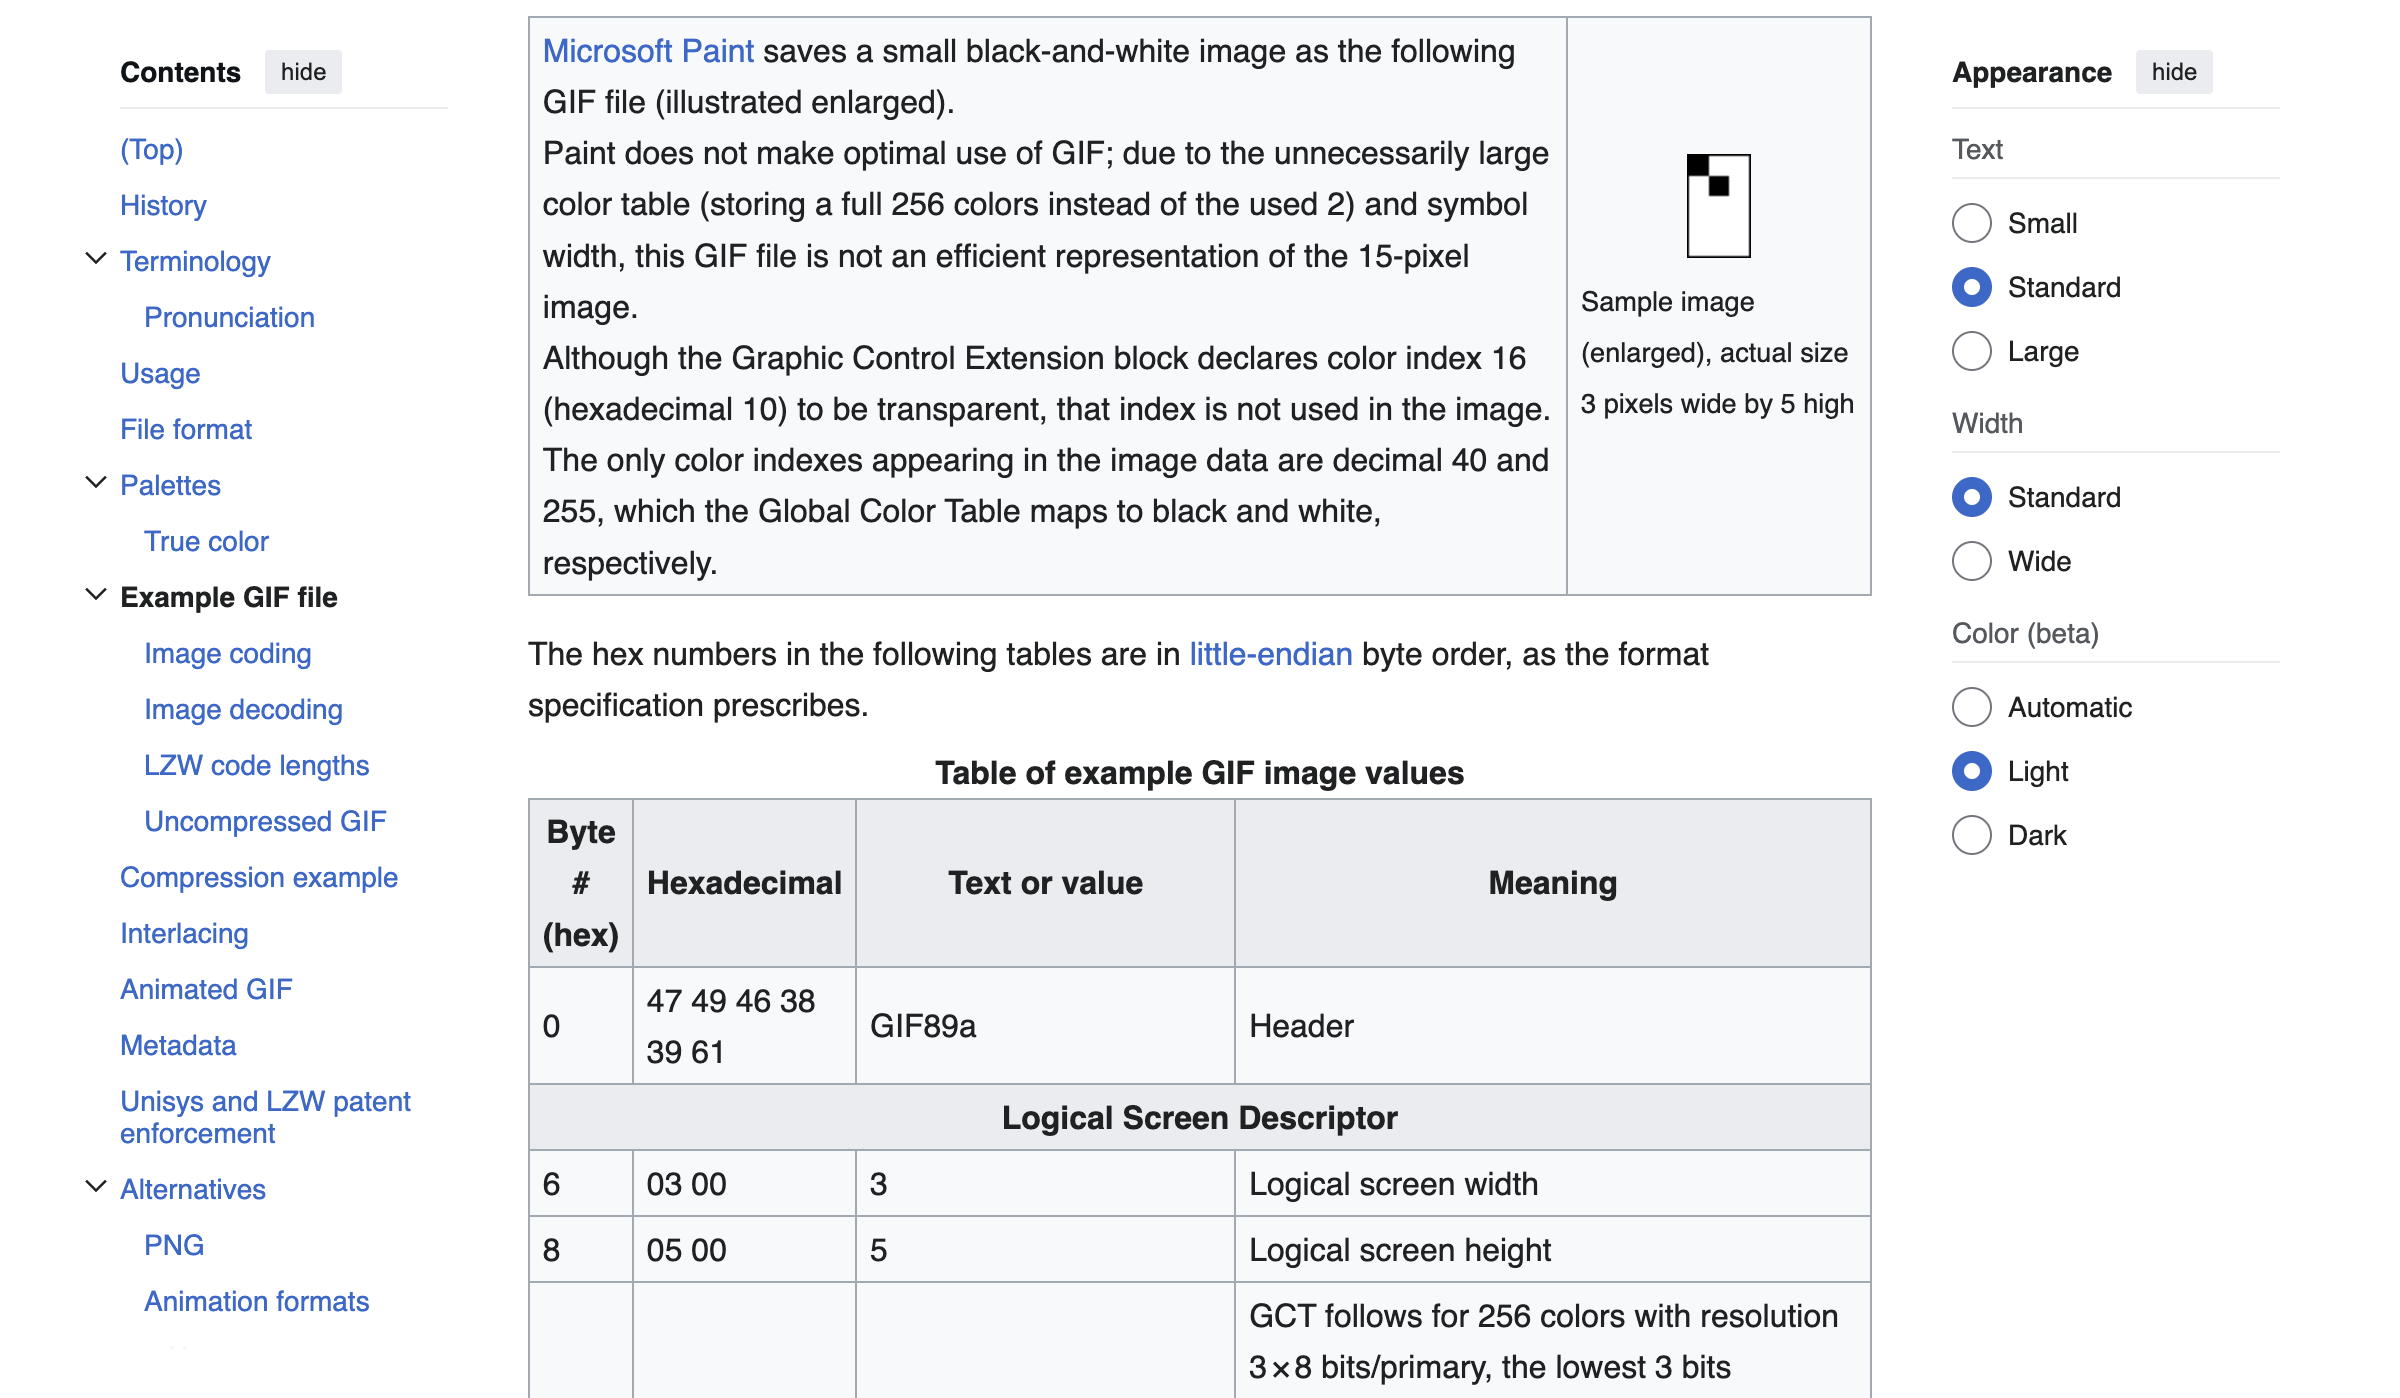 Contents hide
(Top)
History
Terminology
Pronunciation
Usage
File format
Palettes
True color
Example GIF file
Image coding
Image decoding
LZW code lengths
Uncompressed GIF
Compression example
Interlacing
Animated GIF
Metadata
Unisys and LZW patent
enforcement
Alternatives
PNG
Animation formats
Microsoft Paint saves a small black-and-white image as the following
GIF file (illustrated enlarged).
Paint does not make optimal use of GIF; due to the unnecessarily large
color table (storing a full 256 colors instead of the used 2) and symbol
width, this GIF file is not an efficient representation of the 15-pixel
image.
Although the Graphic Control Extension block declares color index 16
(hexadecimal 10) to be transparent, that index is not used in the image.
The only color indexes appearing in the image data are decimal 40 and
255, which the Global Color Table maps to black and white,
respectively.
Sample image
(enlarged), actual size
3 pixels wide by 5 high
The hex numbers in the following tables are in little-endian byte order, as the format
specification prescribes.
Table of example GIF image values
Byte
#
(hex)
Hexadecimal
Text or value
Meaning
0
47 49 46 38
39 61
GIF89a
Header
Logical Screen Descriptor
6 03 00 3 Logical screen width
8 05 00 5 Logical screen height
GCT follows for 256 colors with resolution
3×8 bits/primary, the lowest 3 bits
Appearance hide
Text
Small
Standard
Large
Width
Standard
Wide
Color (beta)
Automatic
Light
Dark